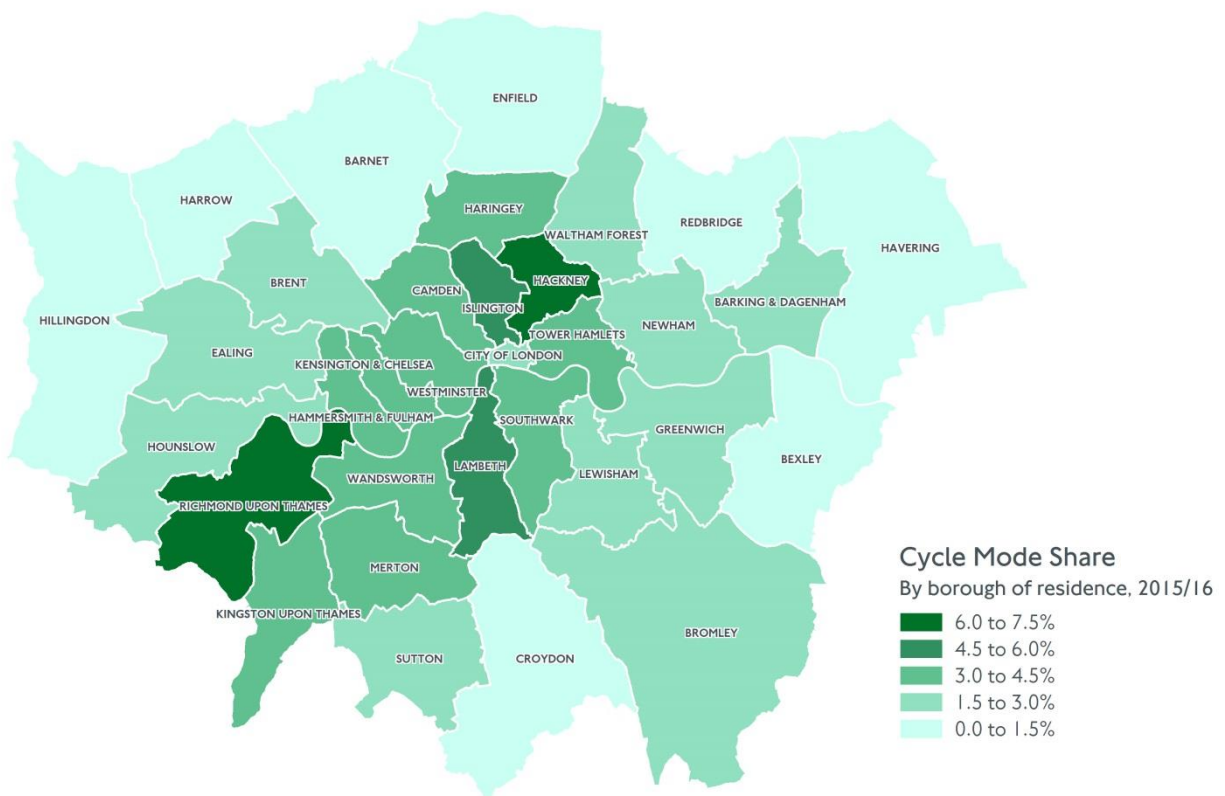 ENFIELD
BARNET
HARROW
HARINGEY
REDBRIDGE
WALTHAM FOREST
HAVERING
HACKNEY
BRENT
CAMDEN
BARKING & DAGENHAM
ISLINGTON
HILLINGDON
NEWHAM
TOWER HAMLETS
EALING
CITY OF LONDON
KENSINGTON & CHELSEA
WESTMINSTER
HAMMERSMITH & FULHAM
SOUTHWARK
GREENWICH
HOUNSLOW
BEXLEY
LAMBETH
LEWISHAM
WANDSWORTH
RICHMOND UPON THAMES
MERTON
KINGSTON UPON THAMES
BROMLEY
SUTTON
CROYDON
Cycle Mode Share
By borough of residence, 2015/16
6.0 to 7.5%
4.5 to 6.0%
3.0 to 4.5%
1.5 to 3.0%
0.0 to 1.5%